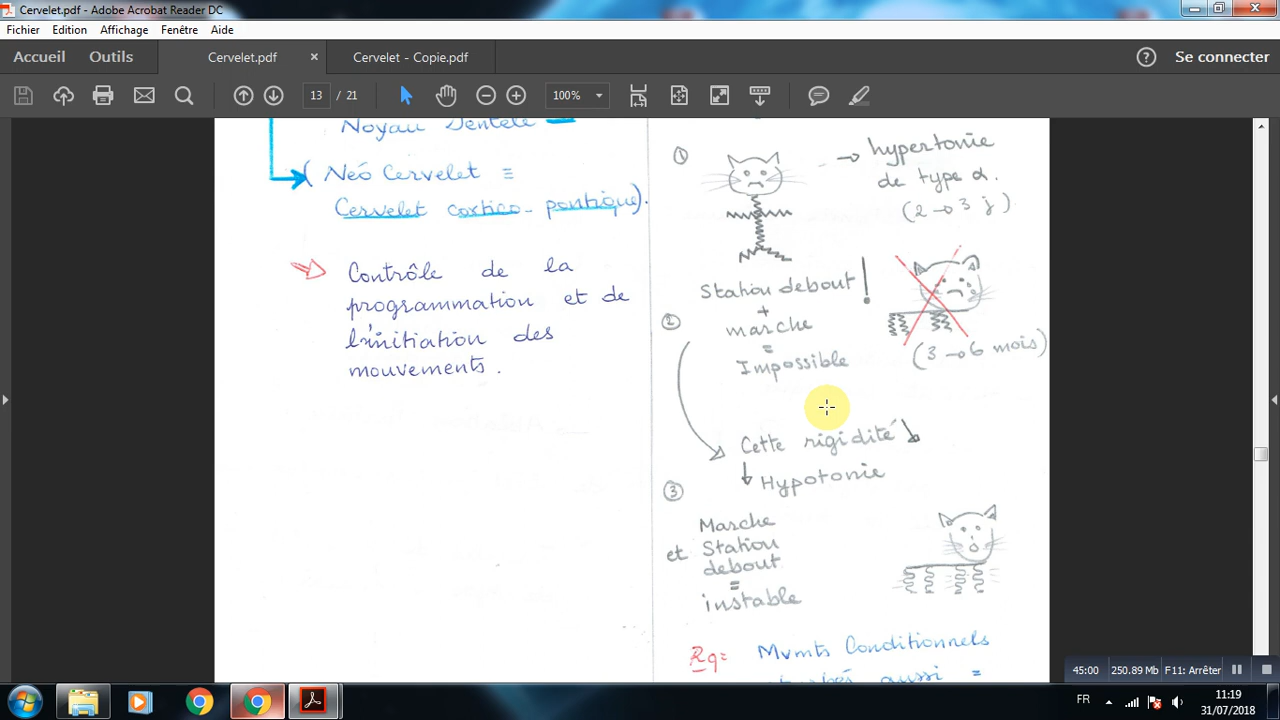 Cervelet.pdf - Adobe Acrobat Reader DC
Fichier Edition Affichage Fenêtre Aide
Accueil Outils Cervelet.pdf × Cervelet - Copie.pdf ? Se connecter
13 / 21 100%
Noyau Dentelé
( Néo Cervelet =
Cervelet cortico-pontique).
Contrôle de la
programmation et de
l'initiation des
mouvements.
① → hypertonie
de type α.
(2 → 3 j)
② Station debout !
+
marche
=
Impossible
(3 → 6 mois)
Cette rigidité ↓
↓ Hypotonie
③ Marche
et Station
debout
=
instable
Rq= Mvmts Conditionnels
aussi =
45:00 250.89 Mb F11: Arrêter
FR 11:19
31/07/2018